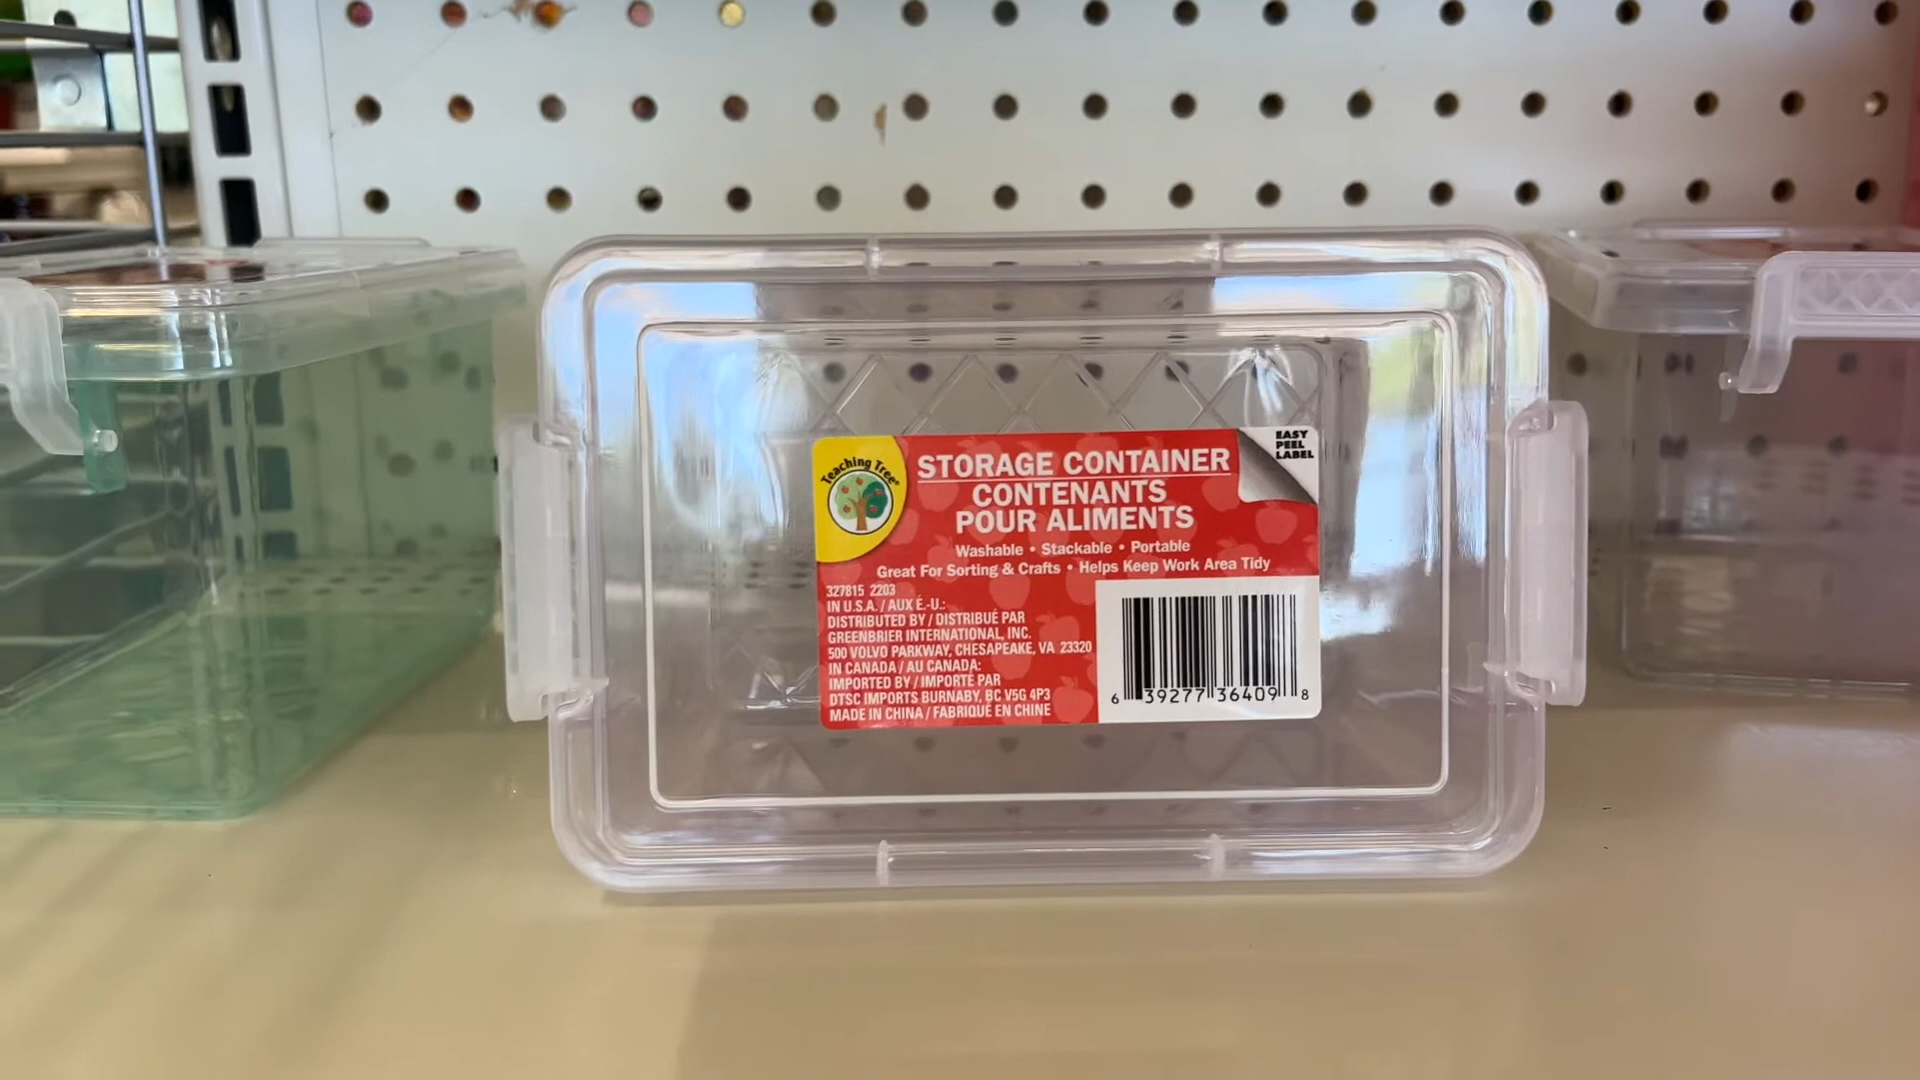 Teaching Tree®
STORAGE CONTAINER
CONTENANTS
POUR ALIMENTS
EASY
PEEL
LABEL
Washable • Stackable • Portable
Great For Sorting & Crafts • Helps Keep Work Area Tidy
327815 2203
IN U.S.A. / AUX É.-U.:
DISTRIBUTED BY / DISTRIBUÉ PAR
GREENBRIER INTERNATIONAL, INC.
500 VOLVO PARKWAY, CHESAPEAKE, VA 23320
IN CANADA / AU CANADA:
IMPORTED BY / IMPORTÉ PAR
DTSC IMPORTS BURNABY, BC V5G 4P3
MADE IN CHINA / FABRIQUÉ EN CHINE
6 39277 36409 8